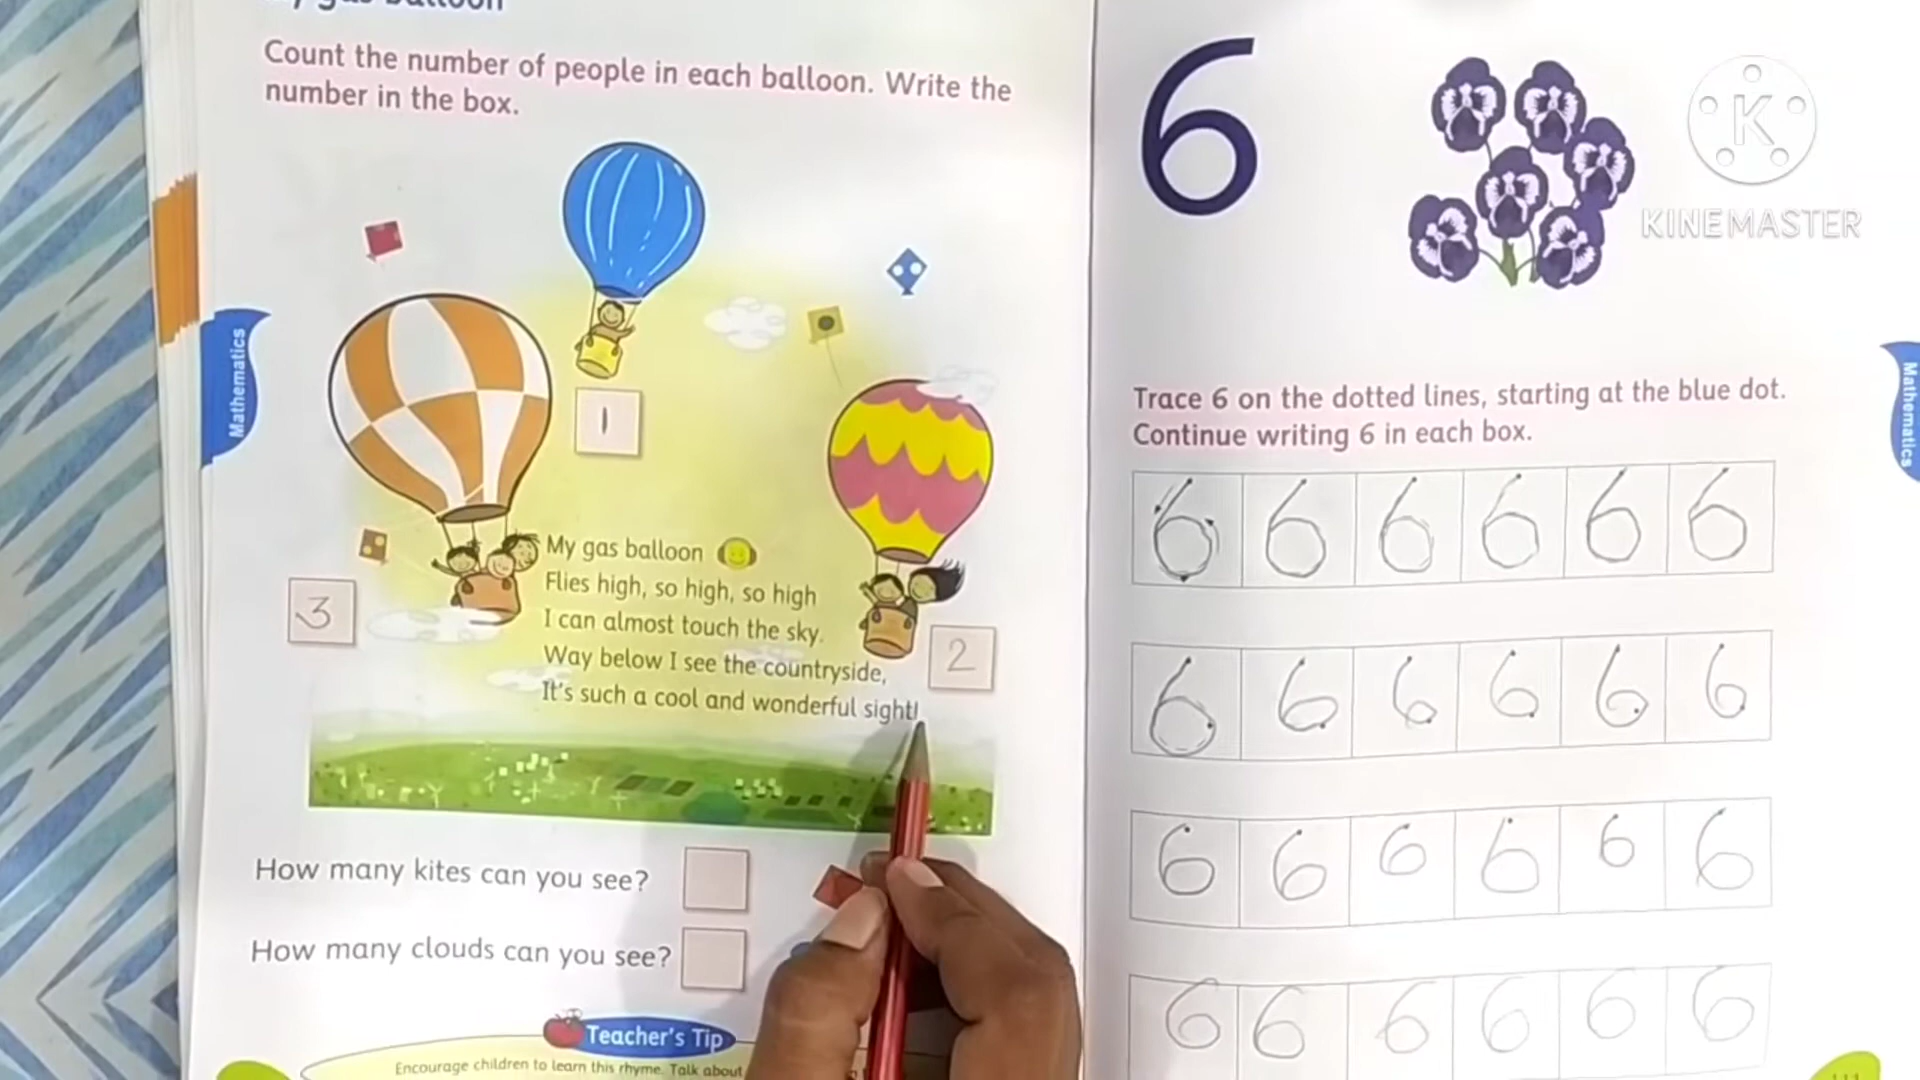 gas balloon
Count the number of people in each balloon. Write the
number in the box.
Mathematics
1
3
2
My gas balloon
Flies high, so high, so high
I can almost touch the sky.
Way below I see the countryside,
It's such a cool and wonderful sight!
How many kites can you see?
How many clouds can you see?
Teacher's Tip
Encourage children to learn this rhyme. Talk about
6
K
KINEMASTER
Trace 6 on the dotted lines, starting at the blue dot.
Continue writing 6 in each box.
6 6 6 6 6 6
6 6 6 6 6 6
6 6 6 6 6 6
6 6 6 6 6 6
Mathematics